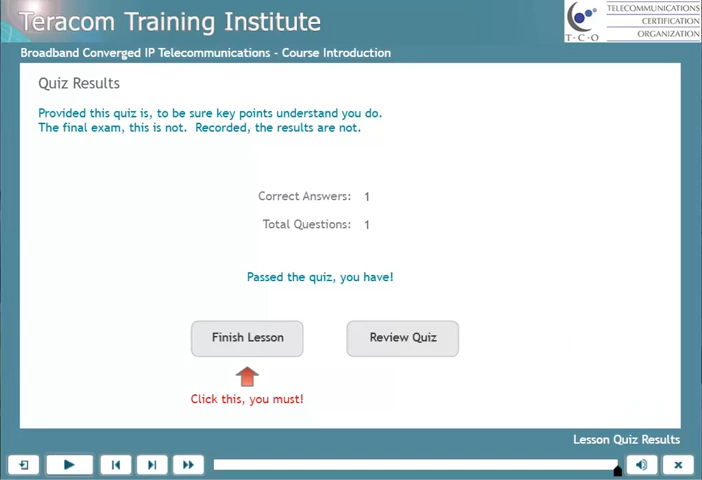 Teracom Training Institute
TELECOMMUNICATIONS
CERTIFICATION
ORGANIZATION
T·C·O
Broadband Converged IP Telecommunications - Course Introduction
Quiz Results
Provided this quiz is, to be sure key points understand you do.
The final exam, this is not. Recorded, the results are not.
Correct Answers: 1
Total Questions: 1
Passed the quiz, you have!
Finish Lesson
Review Quiz
Click this, you must!
Lesson Quiz Results